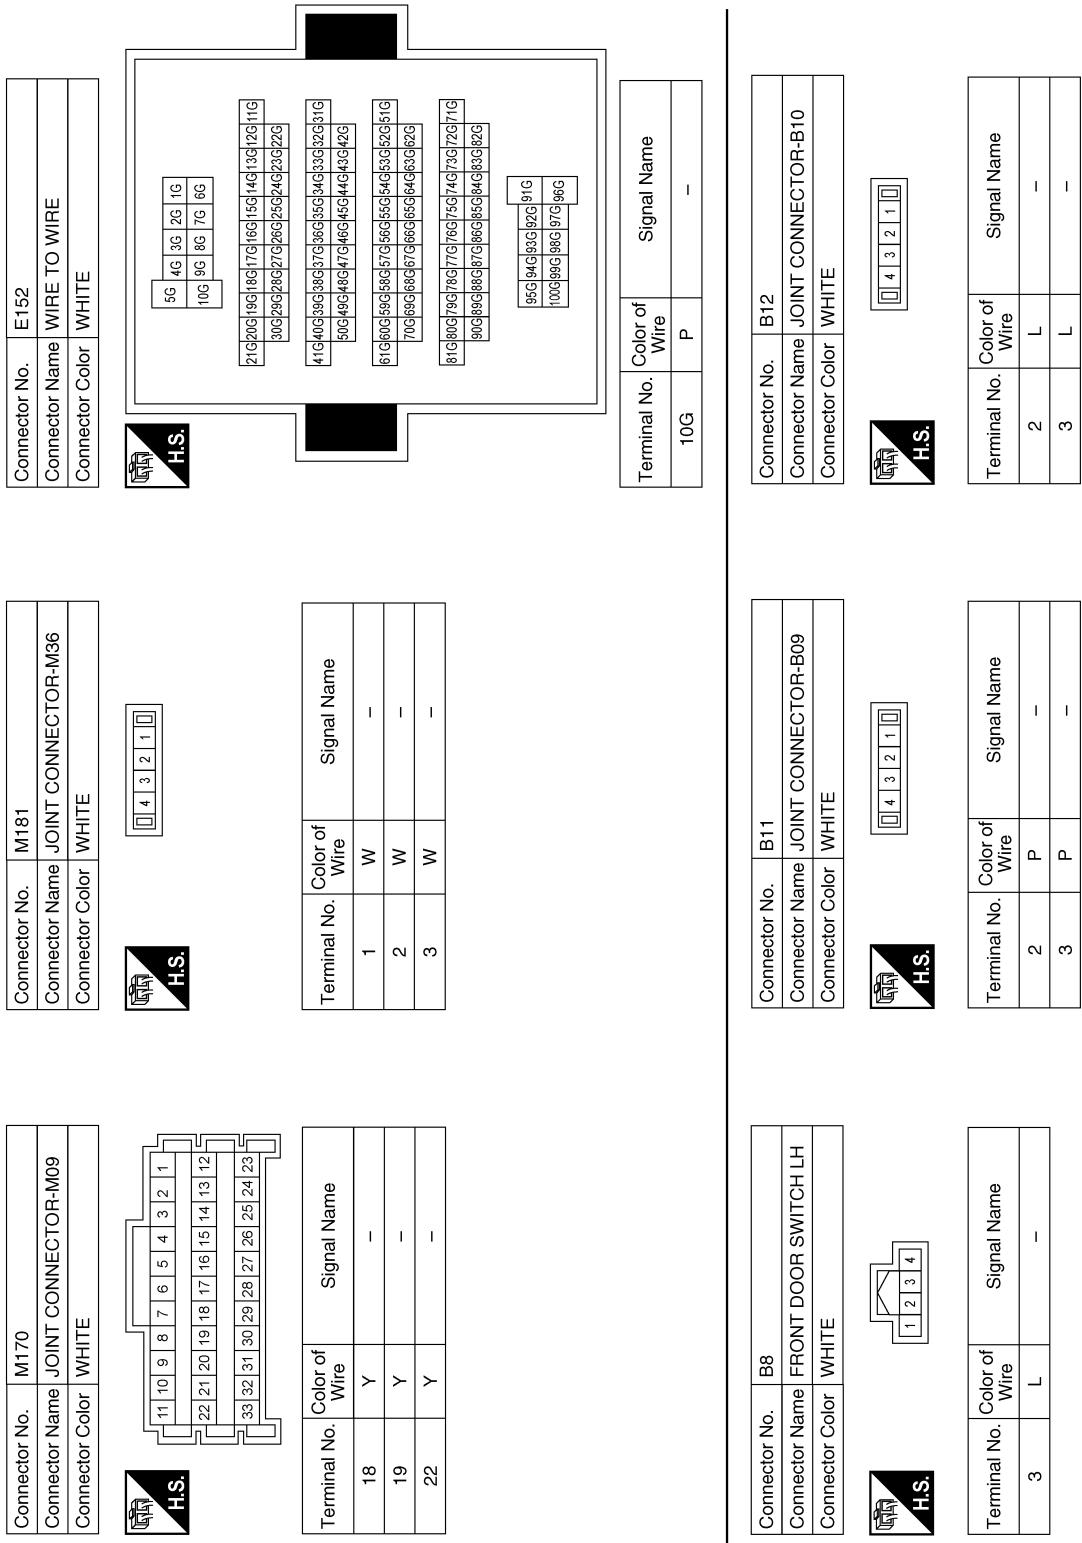 Connector No. M170
Connector Name JOINT CONNECTOR-M09
Connector Color WHITE
H.S.
11 10 9 8 7 6 5 4 3 2 1
22 21 20 19 18 17 16 15 14 13 12
33 32 31 30 29 28 27 26 25 24 23
Terminal No. Color of Wire Signal Name
18 Y –
19 Y –
22 Y –
Connector No. M181
Connector Name JOINT CONNECTOR-M36
Connector Color WHITE
H.S.
4 3 2 1
Terminal No. Color of Wire Signal Name
1 W –
2 W –
3 W –
Connector No. E152
Connector Name WIRE TO WIRE
Connector Color WHITE
H.S.
5G 4G 3G 2G 1G
10G 9G 8G 7G 6G
21G 20G 19G 18G 17G 16G 15G 14G 13G 12G 11G
30G 29G 28G 27G 26G 25G 24G 23G 22G
41G 40G 39G 38G 37G 36G 35G 34G 33G 32G 31G
50G 49G 48G 47G 46G 45G 44G 43G 42G
61G 60G 59G 58G 57G 56G 55G 54G 53G 52G 51G
70G 69G 68G 67G 66G 65G 64G 63G 62G
81G 80G 79G 78G 77G 76G 75G 74G 73G 72G 71G
90G 89G 88G 87G 86G 85G 84G 83G 82G
95G 94G 93G 92G 91G
100G 99G 98G 97G 96G
Terminal No. Color of Wire Signal Name
10G P –
Connector No. B8
Connector Name FRONT DOOR SWITCH LH
Connector Color WHITE
H.S.
1 2 3 4
Terminal No. Color of Wire Signal Name
3 L –
Connector No. B11
Connector Name JOINT CONNECTOR-B09
Connector Color WHITE
H.S.
4 3 2 1
Terminal No. Color of Wire Signal Name
2 P –
3 P –
Connector No. B12
Connector Name JOINT CONNECTOR-B10
Connector Color WHITE
H.S.
4 3 2 1
Terminal No. Color of Wire Signal Name
2 L –
3 L –